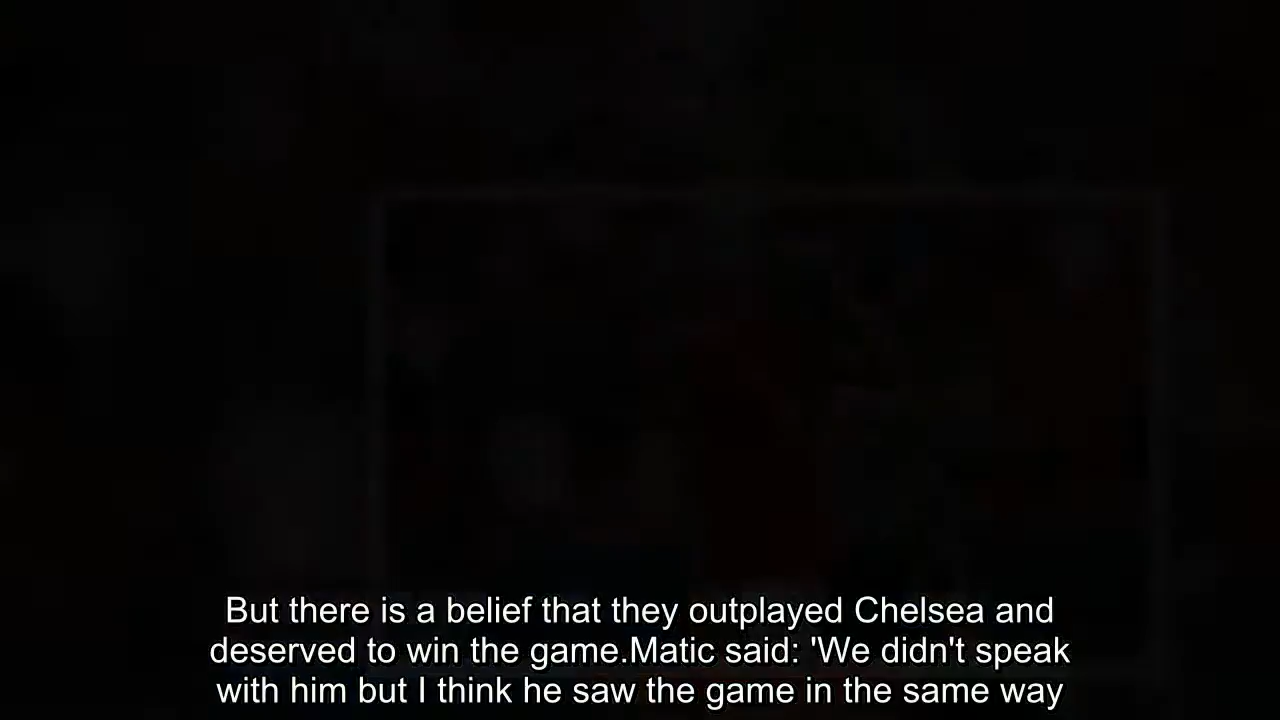 But there is a belief that they outplayed Chelsea and
deserved to win the game.Matic said: 'We didn't speak
with him but I think he saw the game in the same way